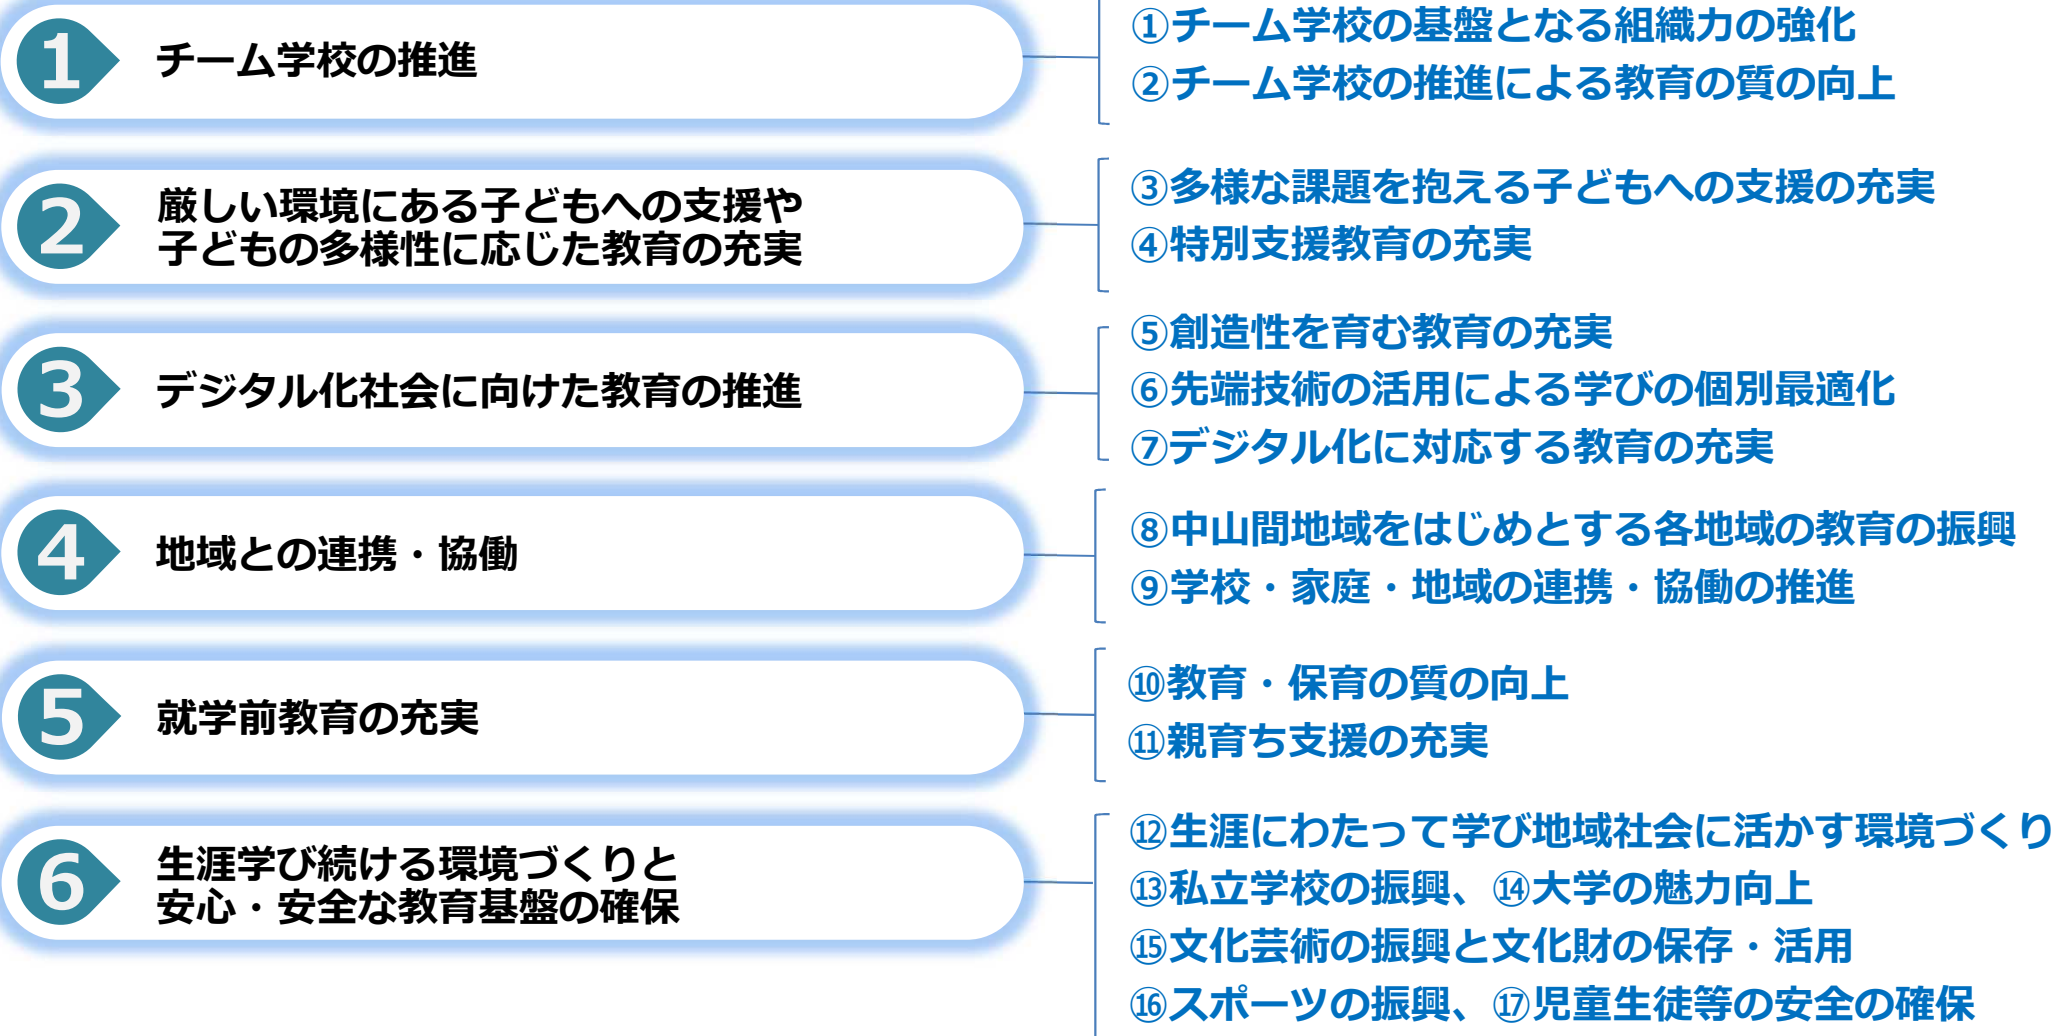 1
チーム学校の推進
①チーム学校の基盤となる組織力の強化
②チーム学校の推進による教育の質の向上
2
厳しい環境にある子どもへの支援や
子どもの多様性に応じた教育の充実
③多様な課題を抱える子どもへの支援の充実
④特別支援教育の充実
3
デジタル化社会に向けた教育の推進
⑤創造性を育む教育の充実
⑥先端技術の活用による学びの個別最適化
⑦デジタル化に対応する教育の充実
4
地域との連携・協働
⑧中山間地域をはじめとする各地域の教育の振興
⑨学校・家庭・地域の連携・協働の推進
5
就学前教育の充実
⑩教育・保育の質の向上
⑪親育ち支援の充実
6
生涯学び続ける環境づくりと
安心・安全な教育基盤の確保
⑫生涯にわたって学び地域社会に活かす環境づくり
⑬私立学校の振興、⑭大学の魅力向上
⑮文化芸術の振興と文化財の保存・活用
⑯スポーツの振興、⑰児童生徒等の安全の確保